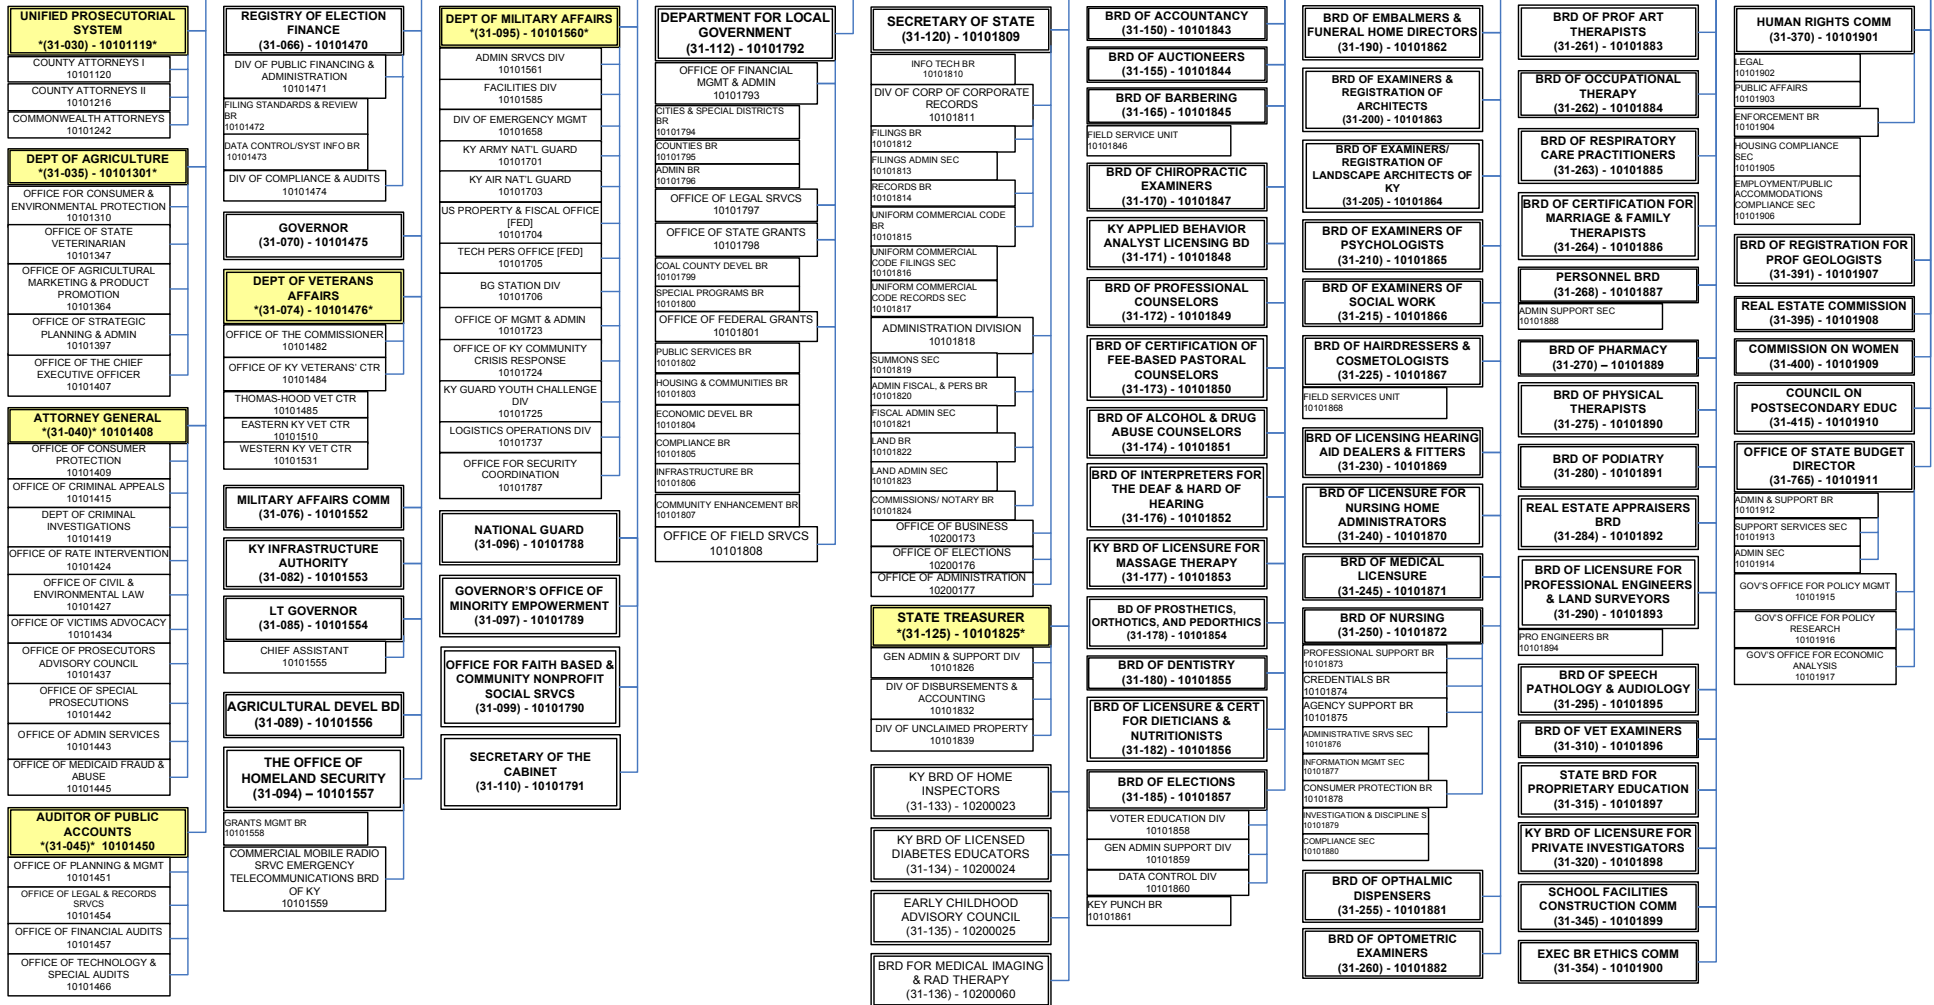 UNIFIED PROSECUTORIAL
SYSTEM
*(31-030) - 10101119*
COUNTY ATTORNEYS I
10101120
COUNTY ATTORNEYS II
10101216
COMMONWEALTH ATTORNEYS
10101242
DEPT OF AGRICULTURE
*(31-035) - 10101301*
OFFICE FOR CONSUMER &
ENVIRONMENTAL PROTECTION
10101310
OFFICE OF STATE
VETERINARIAN
10101347
OFFICE OF AGRICULTURAL
MARKETING & PRODUCT
PROMOTION
10101364
OFFICE OF STRATEGIC
PLANNING & ADMIN
10101397
OFFICE OF THE CHIEF
EXECUTIVE OFFICER
10101407
ATTORNEY GENERAL
*(31-040)* 10101408
OFFICE OF CONSUMER
PROTECTION
10101409
OFFICE OF CRIMINAL APPEALS
10101415
DEPT OF CRIMINAL
INVESTIGATIONS
10101419
OFFICE OF RATE INTERVENTION
10101424
OFFICE OF CIVIL &
ENVIRONMENTAL LAW
10101427
OFFICE OF VICTIMS ADVOCACY
10101434
OFFICE OF PROSECUTORS
ADVISORY COUNCIL
10101437
OFFICE OF SPECIAL
PROSECUTIONS
10101442
OFFICE OF ADMIN SERVICES
10101443
OFFICE OF MEDICAID FRAUD &
ABUSE
10101445
AUDITOR OF PUBLIC
ACCOUNTS
*(31-045)* 10101450
OFFICE OF PLANNING & MGMT
10101451
OFFICE OF LEGAL & RECORDS
SRVCS
10101454
OFFICE OF FINANCIAL AUDITS
10101457
OFFICE OF TECHNOLOGY &
SPECIAL AUDITS
10101466
REGISTRY OF ELECTION
FINANCE
(31-066) - 10101470
DIV OF PUBLIC FINANCING &
ADMINISTRATION
10101471
FILING STANDARDS & REVIEW
BR
10101472
DATA CONTROL/SYST INFO BR
10101473
DIV OF COMPLIANCE & AUDITS
10101474
GOVERNOR
(31-070) - 10101475
DEPT OF VETERANS
AFFAIRS
*(31-074) - 10101476*
OFFICE OF THE COMMISSIONER
10101482
OFFICE OF KY VETERANS' CTR
10101484
THOMAS-HOOD VET CTR
10101485
EASTERN KY VET CTR
10101510
WESTERN KY VET CTR
10101531
MILITARY AFFAIRS COMM
(31-076) - 10101552
KY INFRASTRUCTURE
AUTHORITY
(31-082) - 10101553
LT GOVERNOR
(31-085) - 10101554
CHIEF ASSISTANT
10101555
AGRICULTURAL DEVEL BD
(31-089) - 10101556
THE OFFICE OF
HOMELAND SECURITY
(31-094) – 10101557
GRANTS MGMT BR
10101558
COMMERCIAL MOBILE RADIO
SRVC EMERGENCY
TELECOMMUNICATIONS BRD
OF KY
10101559
DEPT OF MILITARY AFFAIRS
*(31-095) - 10101560*
ADMIN SRVCS DIV
10101561
FACILITIES DIV
10101585
DIV OF EMERGENCY MGMT
10101658
KY ARMY NAT'L GUARD
10101701
KY AIR NAT'L GUARD
10101703
US PROPERTY & FISCAL OFFICE
[FED]
10101704
TECH PERS OFFICE [FED]
10101705
BG STATION DIV
10101706
OFFICE OF MGMT & ADMIN
10101723
OFFICE OF KY COMMUNITY
CRISIS RESPONSE
10101724
KY GUARD YOUTH CHALLENGE
DIV
10101725
LOGISTICS OPERATIONS DIV
10101737
OFFICE FOR SECURITY
COORDINATION
10101787
NATIONAL GUARD
(31-096) - 10101788
GOVERNOR'S OFFICE OF
MINORITY EMPOWERMENT
(31-097) - 10101789
OFFICE FOR FAITH BASED &
COMMUNITY NONPROFIT
SOCIAL SRVCS
(31-099) - 10101790
SECRETARY OF THE
CABINET
(31-110) - 10101791
DEPARTMENT FOR LOCAL
GOVERNMENT
(31-112) - 10101792
OFFICE OF FINANCIAL
MGMT & ADMIN
10101793
CITIES & SPECIAL DISTRICTS
BR
10101794
COUNTIES BR
10101795
ADMIN BR
10101796
OFFICE OF LEGAL SRVCS
10101797
OFFICE OF STATE GRANTS
10101798
COAL COUNTY DEVEL BR
10101799
SPECIAL PROGRAMS BR
10101800
OFFICE OF FEDERAL GRANTS
10101801
PUBLIC SERVICES BR
10101802
HOUSING & COMMUNITIES BR
10101803
ECONOMIC DEVEL BR
10101804
COMPLIANCE BR
10101805
INFRASTRUCTURE BR
10101806
COMMUNITY ENHANCEMENT BR
10101807
OFFICE OF FIELD SRVCS
10101808
SECRETARY OF STATE
(31-120) - 10101809
INFO TECH BR
10101810
DIV OF CORP OF CORPORATE
RECORDS
10101811
FILINGS BR
10101812
FILINGS ADMIN SEC
10101813
RECORDS BR
10101814
UNIFORM COMMERCIAL CODE
BR
10101815
UNIFORM COMMERCIAL
CODE FILINGS SEC
10101816
UNIFORM COMMERCIAL
CODE RECORDS SEC
10101817
ADMINISTRATION DIVISION
10101818
SUMMONS SEC
10101819
ADMIN FISCAL, & PERS BR
10101820
FISCAL ADMIN SEC
10101821
LAND BR
10101822
LAND ADMIN SEC
10101823
COMMISSIONS/ NOTARY BR
10101824
OFFICE OF BUSINESS
10200173
OFFICE OF ELECTIONS
10200176
OFFICE OF ADMINISTRATION
10200177
STATE TREASURER
*(31-125) - 10101825*
GEN ADMIN & SUPPORT DIV
10101826
DIV OF DISBURSEMENTS &
ACCOUNTING
10101832
DIV OF UNCLAIMED PROPERTY
10101839
KY BRD OF HOME
INSPECTORS
(31-133) - 10200023
KY BRD OF LICENSED
DIABETES EDUCATORS
(31-134) - 10200024
EARLY CHILDHOOD
ADVISORY COUNCIL
(31-135) - 10200025
BRD FOR MEDICAL IMAGING
& RAD THERAPY
(31-136) - 10200060
BRD OF ACCOUNTANCY
(31-150) - 10101843
BRD OF AUCTIONEERS
(31-155) - 10101844
BRD OF BARBERING
(31-165) - 10101845
FIELD SERVICE UNIT
10101846
BRD OF CHIROPRACTIC
EXAMINERS
(31-170) - 10101847
KY APPLIED BEHAVIOR
ANALYST LICENSING BD
(31-171) - 10101848
BRD OF PROFESSIONAL
COUNSELORS
(31-172) - 10101849
BRD OF CERTIFICATION OF
FEE-BASED PASTORAL
COUNSELORS
(31-173) - 10101850
BRD OF ALCOHOL & DRUG
ABUSE COUNSELORS
(31-174) - 10101851
BRD OF INTERPRETERS FOR
THE DEAF & HARD OF
HEARING
(31-176) - 10101852
KY BRD OF LICENSURE FOR
MASSAGE THERAPY
(31-177) - 10101853
BD OF PROSTHETICS,
ORTHOTICS, AND PEDORTHICS
(31-178) - 10101854
BRD OF DENTISTRY
(31-180) - 10101855
BRD OF LICENSURE & CERT
FOR DIETICIANS &
NUTRITIONISTS
(31-182) - 10101856
BRD OF ELECTIONS
(31-185) - 10101857
VOTER EDUCATION DIV
10101858
GEN ADMIN SUPPORT DIV
10101859
DATA CONTROL DIV
10101860
KEY PUNCH BR
10101861
BRD OF EMBALMERS &
FUNERAL HOME DIRECTORS
(31-190) - 10101862
BRD OF EXAMINERS &
REGISTRATION OF
ARCHITECTS
(31-200) - 10101863
BRD OF EXAMINERS/
REGISTRATION OF
LANDSCAPE ARCHITECTS OF
KY
(31-205) - 10101864
BRD OF EXAMINERS OF
PSYCHOLOGISTS
(31-210) - 10101865
BRD OF EXAMINERS OF
SOCIAL WORK
(31-215) - 10101866
BRD OF HAIRDRESSERS &
COSMETOLOGISTS
(31-225) - 10101867
FIELD SERVICES UNIT
10101868
BRD OF LICENSING HEARING
AID DEALERS & FITTERS
(31-230) - 10101869
BRD OF LICENSURE FOR
NURSING HOME
ADMINISTRATORS
(31-240) - 10101870
BRD OF MEDICAL
LICENSURE
(31-245) - 10101871
BRD OF NURSING
(31-250) - 10101872
PROFESSIONAL SUPPORT BR
10101873
CREDENTIALS BR
10101874
AGENCY SUPPORT BR
10101875
ADMINISTRATIVE SRVS SEC
10101876
INFORMATION MGMT SEC
10101877
CONSUMER PROTECTION BR
10101878
INVESTIGATION & DISCIPLINE S
10101879
COMPLIANCE SEC
10101880
BRD OF OPTHALMIC
DISPENSERS
(31-255) - 10101881
BRD OF OPTOMETRIC
EXAMINERS
(31-260) - 10101882
BRD OF PROF ART
THERAPISTS
(31-261) - 10101883
BRD OF OCCUPATIONAL
THERAPY
(31-262) - 10101884
BRD OF RESPIRATORY
CARE PRACTITIONERS
(31-263) - 10101885
BRD OF CERTIFICATION FOR
MARRIAGE & FAMILY
THERAPISTS
(31-264) - 10101886
PERSONNEL BRD
(31-268) - 10101887
ADMIN SUPPORT SEC
10101888
BRD OF PHARMACY
(31-270) – 10101889
BRD OF PHYSICAL
THERAPISTS
(31-275) - 10101890
BRD OF PODIATRY
(31-280) - 10101891
REAL ESTATE APPRAISERS
BRD
(31-284) - 10101892
BRD OF LICENSURE FOR
PROFESSIONAL ENGINEERS
& LAND SURVEYORS
(31-290) - 10101893
PRO ENGINEERS BR
10101894
BRD OF SPEECH
PATHOLOGY & AUDIOLOGY
(31-295) - 10101895
BRD OF VET EXAMINERS
(31-310) - 10101896
STATE BRD FOR
PROPRIETARY EDUCATION
(31-315) - 10101897
KY BRD OF LICENSURE FOR
PRIVATE INVESTIGATORS
(31-320) - 10101898
SCHOOL FACILITIES
CONSTRUCTION COMM
(31-345) - 10101899
EXEC BR ETHICS COMM
(31-354) - 10101900
HUMAN RIGHTS COMM
(31-370) - 10101901
LEGAL
10101902
PUBLIC AFFAIRS
10101903
ENFORCEMENT BR
10101904
HOUSING COMPLIANCE
SEC
10101905
EMPLOYMENT/PUBLIC
ACCOMMODATIONS
COMPLIANCE SEC
10101906
BRD OF REGISTRATION FOR
PROF GEOLOGISTS
(31-391) - 10101907
REAL ESTATE COMMISSION
(31-395) - 10101908
COMMISSION ON WOMEN
(31-400) - 10101909
COUNCIL ON
POSTSECONDARY EDUC
(31-415) - 10101910
OFFICE OF STATE BUDGET
DIRECTOR
(31-765) - 10101911
ADMIN & SUPPORT BR
10101912
SUPPORT SERVICES SEC
10101913
ADMIN SEC
10101914
GOV'S OFFICE FOR POLICY MGMT
10101915
GOV'S OFFICE FOR POLICY
RESEARCH
10101916
GOV'S OFFICE FOR ECONOMIC
ANALYSIS
10101917